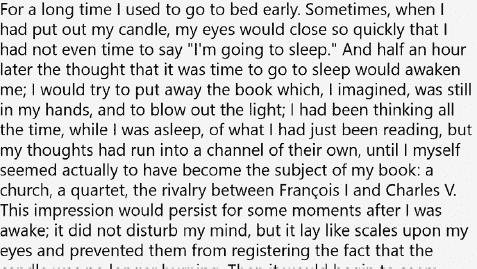 For a long time I used to go to bed early. Sometimes, when I
had put out my candle, my eyes would close so quickly that I
had not even time to say "I'm going to sleep." And half an hour
later the thought that it was time to go to sleep would awaken
me; I would try to put away the book which, I imagined, was still
in my hands, and to blow out the light; I had been thinking all
the time, while I was asleep, of what I had just been reading, but
my thoughts had run into a channel of their own, until I myself
seemed actually to have become the subject of my book: a
church, a quartet, the rivalry between François I and Charles V.
This impression would persist for some moments after I was
awake; it did not disturb my mind, but it lay like scales upon my
eyes and prevented them from registering the fact that the